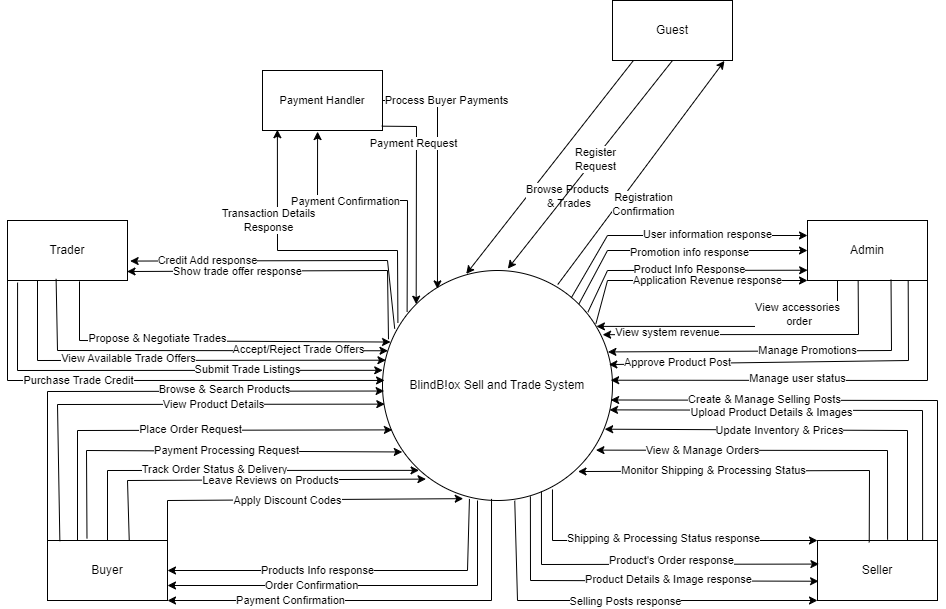 Guest
Payment Handler
Process Buyer Payments
Payment Request
Register
Request
Browse Products
& Trades
Registration
Confirmation
Payment Confirmation
Transaction Details
Response
Trader
Credit Add response
Show trade offer response
User information response
Promotion info response
Product Info Response
Application Revenue response
Admin
View accessories
order
View system revenue
Propose & Negotiate Trades
Accept/Reject Trade Offers
View Available Trade Offers
Submit Trade Listings
Purchase Trade Credit
Manage Promotions
Approve Product Post
Manage user status
BlindBlox Sell and Trade System
Browse & Search Products
View Product Details
Place Order Request
Payment Processing Request
Track Order Status & Delivery
Leave Reviews on Products
Apply Discount Codes
Create & Manage Selling Posts
Upload Product Details & Images
Update Inventory & Prices
View & Manage Orders
Monitor Shipping & Processing Status
Buyer
Products Info response
Order Confirmation
Payment Confirmation
Shipping & Processing Status response
Product's Order response
Product Details & Image response
Selling Posts response
Seller